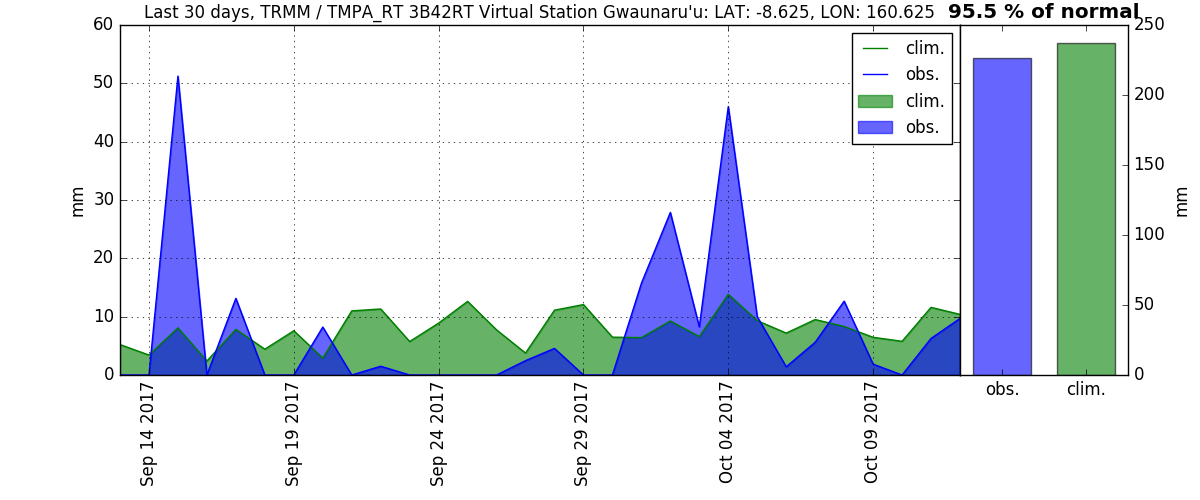 Last 30 days, TRMM / TMPA_RT 3B42RT Virtual Station Gwaunaru'u: LAT: -8.625, LON: 160.625
95.5 % of normal
60
50
40
30
20
10
0
mm
clim.
obs.
clim.
obs.
Sep 14 2017
Sep 19 2017
Sep 24 2017
Sep 29 2017
Oct 04 2017
Oct 09 2017
250
200
150
100
50
0
mm
obs.
clim.